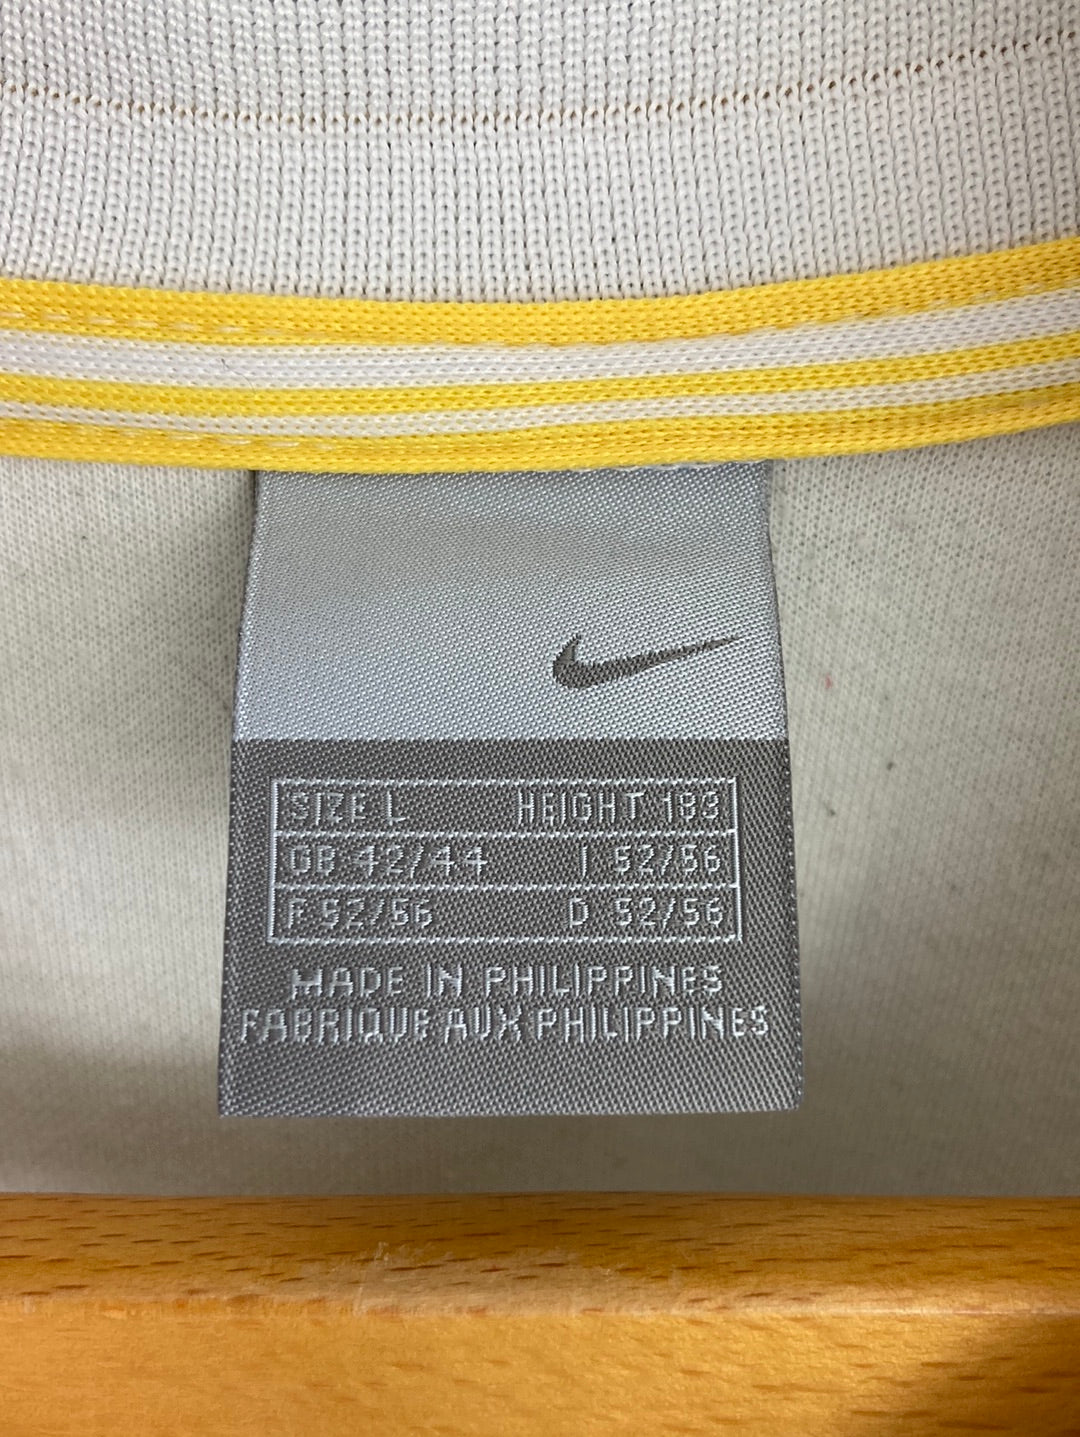 SIZE L HEIGHT 183
GB 42/44 I 52/56
F 52/56 D 52/56
MADE IN PHILIPPINES
FABRIQUE AUX PHILIPPINES